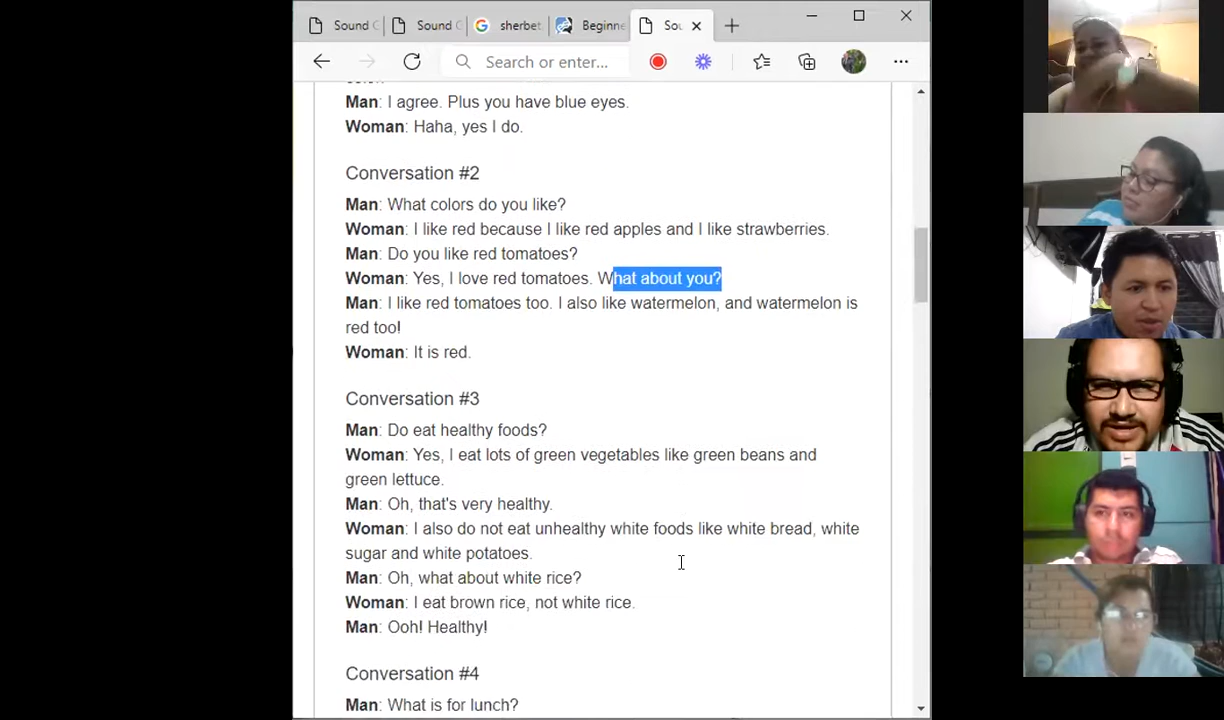 Sound
Sound
sherbet
Beginne
Sou
Search or enter...
Man: I agree. Plus you have blue eyes.
Woman: Haha, yes I do.
Conversation #2
Man: What colors do you like?
Woman: I like red because I like red apples and I like strawberries.
Man: Do you like red tomatoes?
Woman: Yes, I love red tomatoes. What about you?
Man: I like red tomatoes too. I also like watermelon, and watermelon is
red too!
Woman: It is red.
Conversation #3
Man: Do eat healthy foods?
Woman: Yes, I eat lots of green vegetables like green beans and
green lettuce.
Man: Oh, that's very healthy.
Woman: I also do not eat unhealthy white foods like white bread, white
sugar and white potatoes.
Man: Oh, what about white rice?
Woman: I eat brown rice, not white rice.
Man: Ooh! Healthy!
Conversation #4
Man: What is for lunch?